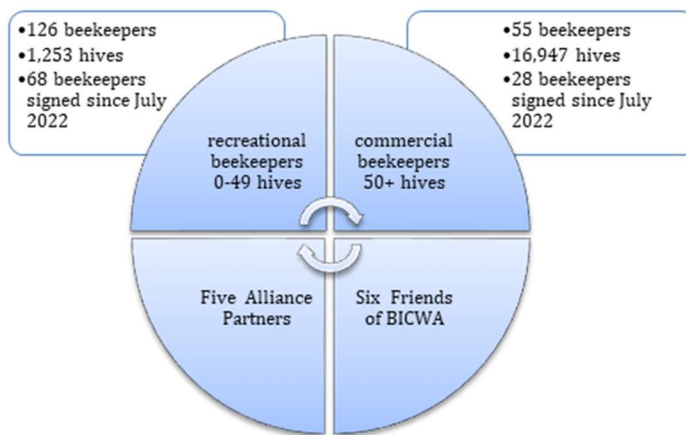 •126 beekeepers
•1,253 hives
•68 beekeepers
signed since July
2022
•55 beekeepers
•16,947 hives
•28 beekeepers
signed since July
2022
recreational
beekeepers
0-49 hives
commercial
beekeepers
50+ hives
Five Alliance
Partners
Six Friends
of BICWA